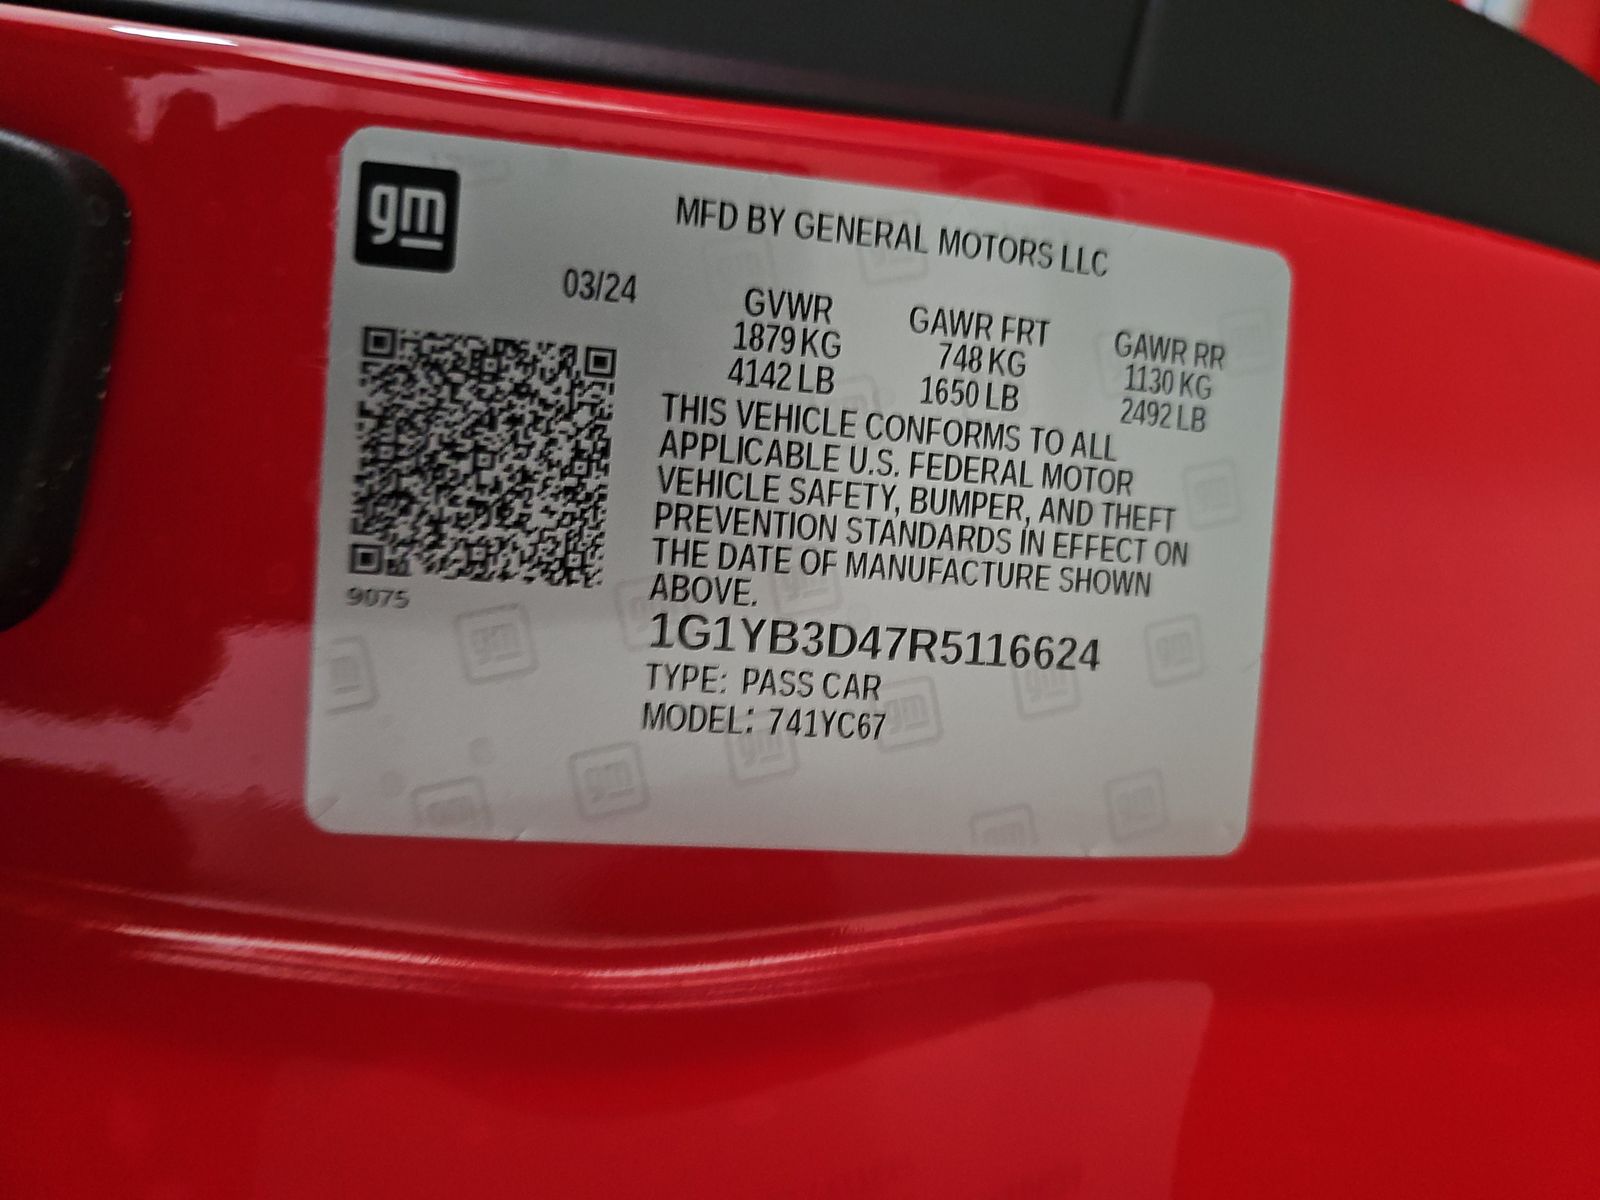 gm
MFD BY GENERAL MOTORS LLC
03/24
GVWR GAWR FRT GAWR RR
1879 KG 748 KG 1130 KG
4142 LB 1650 LB 2492 LB
THIS VEHICLE CONFORMS TO ALL
APPLICABLE U.S. FEDERAL MOTOR
VEHICLE SAFETY, BUMPER, AND THEFT
PREVENTION STANDARDS IN EFFECT ON
THE DATE OF MANUFACTURE SHOWN
ABOVE.
9075
1G1YB3D47R5116624
TYPE: PASS CAR
MODEL: 741YC67